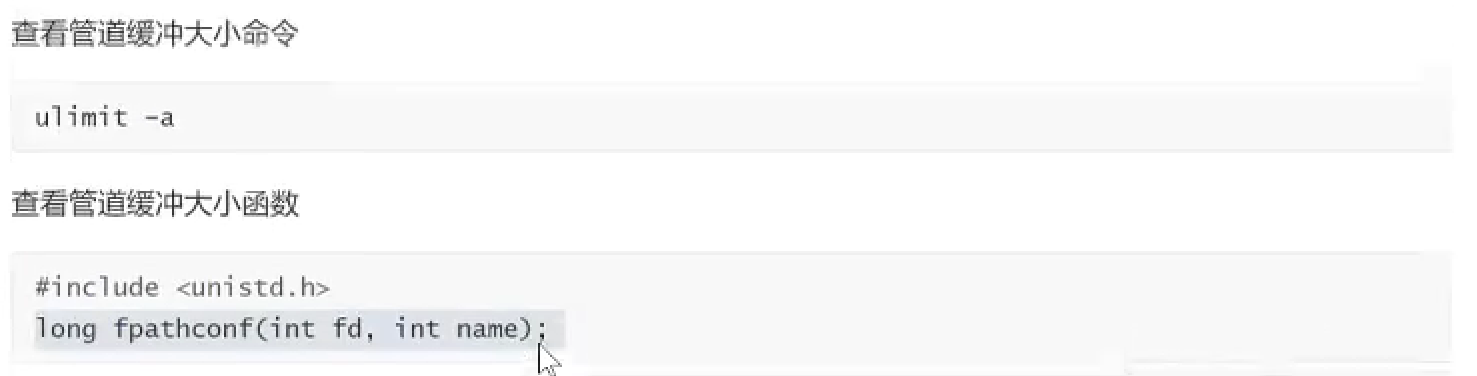 查看管道缓冲大小命令
ulimit -a
查看管道缓冲大小函数
#include <unistd.h>
long fpathconf(int fd, int name);